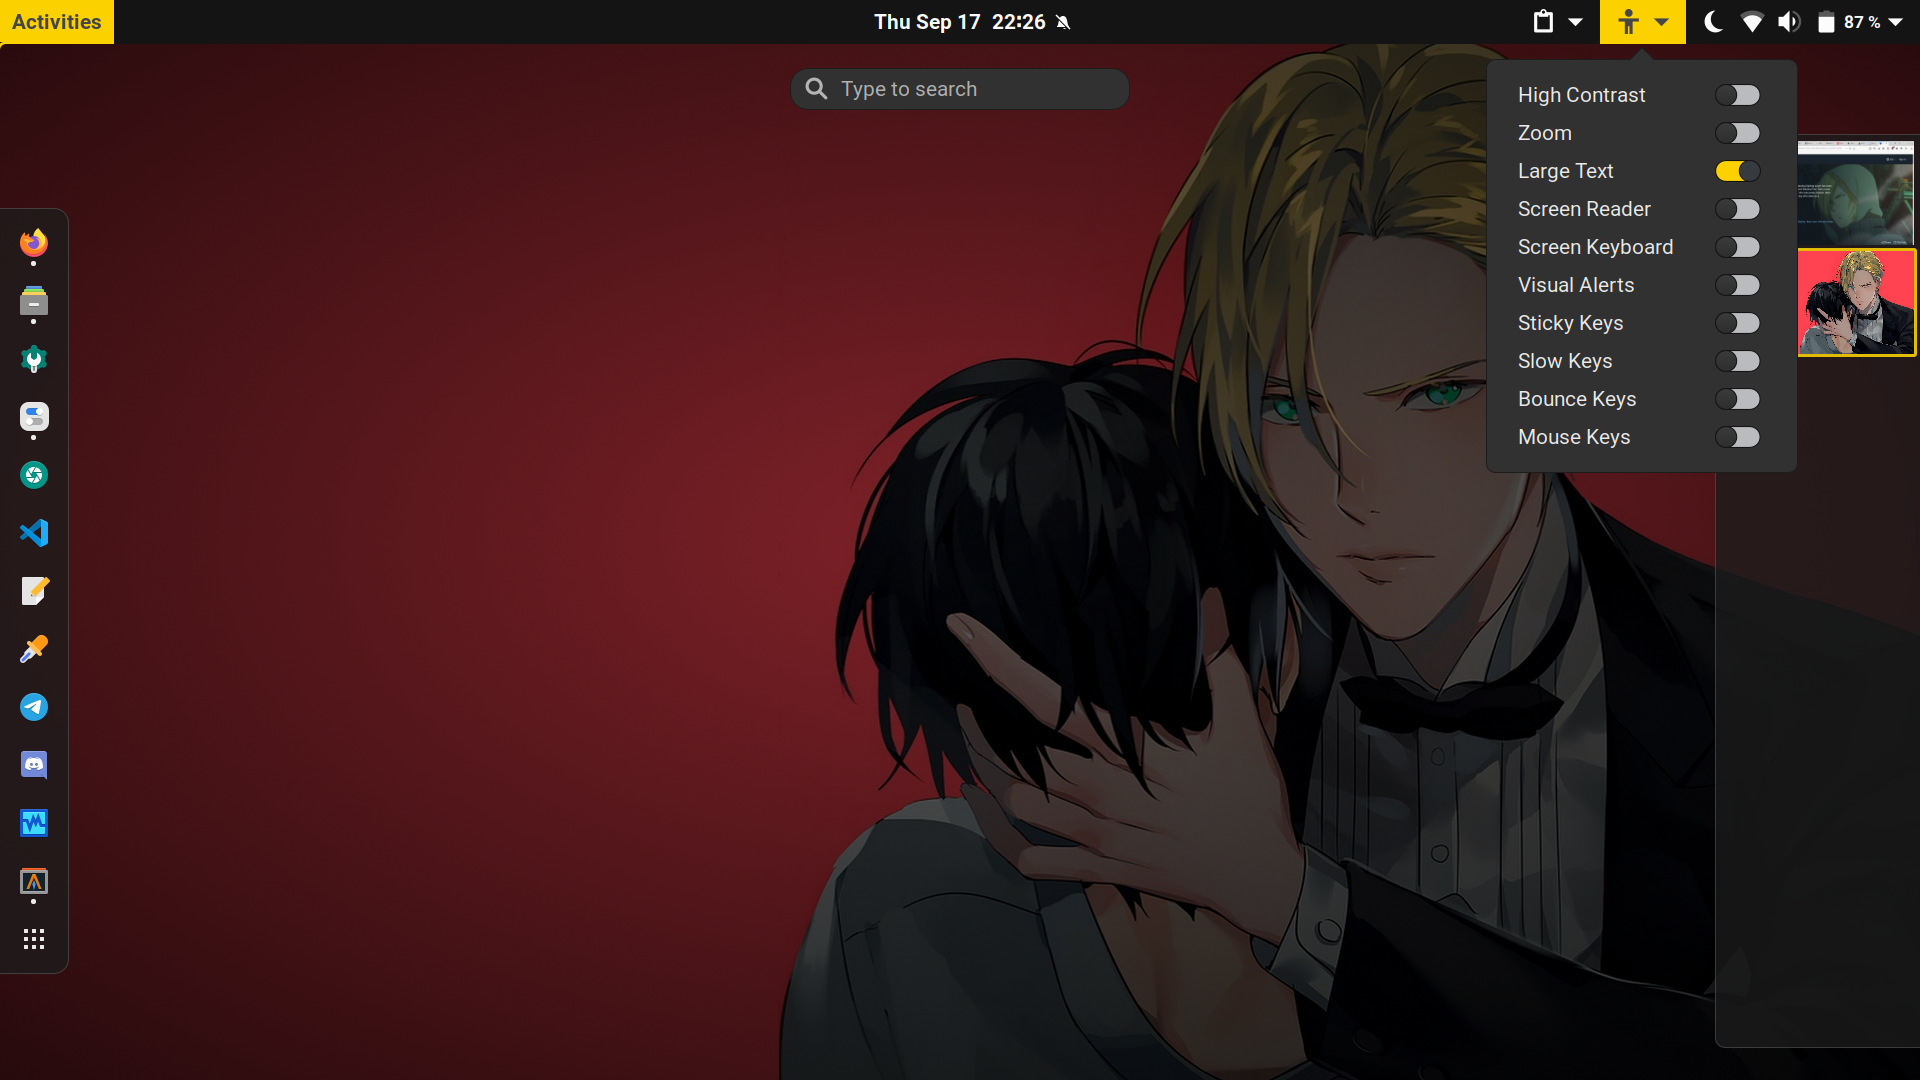 Activities
Thu Sep 17 22:26
87 %
Type to search
High Contrast
Zoom
Large Text
Screen Reader
Screen Keyboard
Visual Alerts
Sticky Keys
Slow Keys
Bounce Keys
Mouse Keys